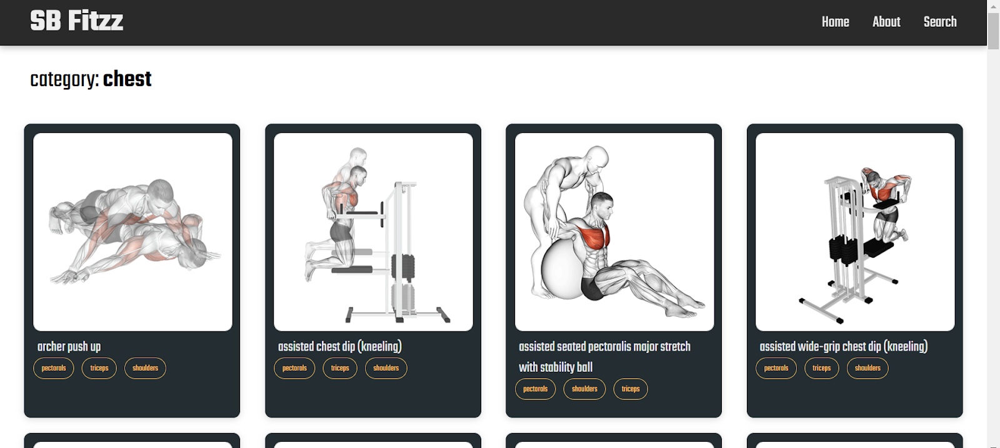 SB Fitzz
Home About Search
category: chest
archer push up
pectorals triceps shoulders
assisted chest dip (kneeling)
pectorals triceps shoulders
assisted seated pectoralis major stretch
with stability ball
pectorals shoulders triceps
assisted wide-grip chest dip (kneeling)
pectorals triceps shoulders